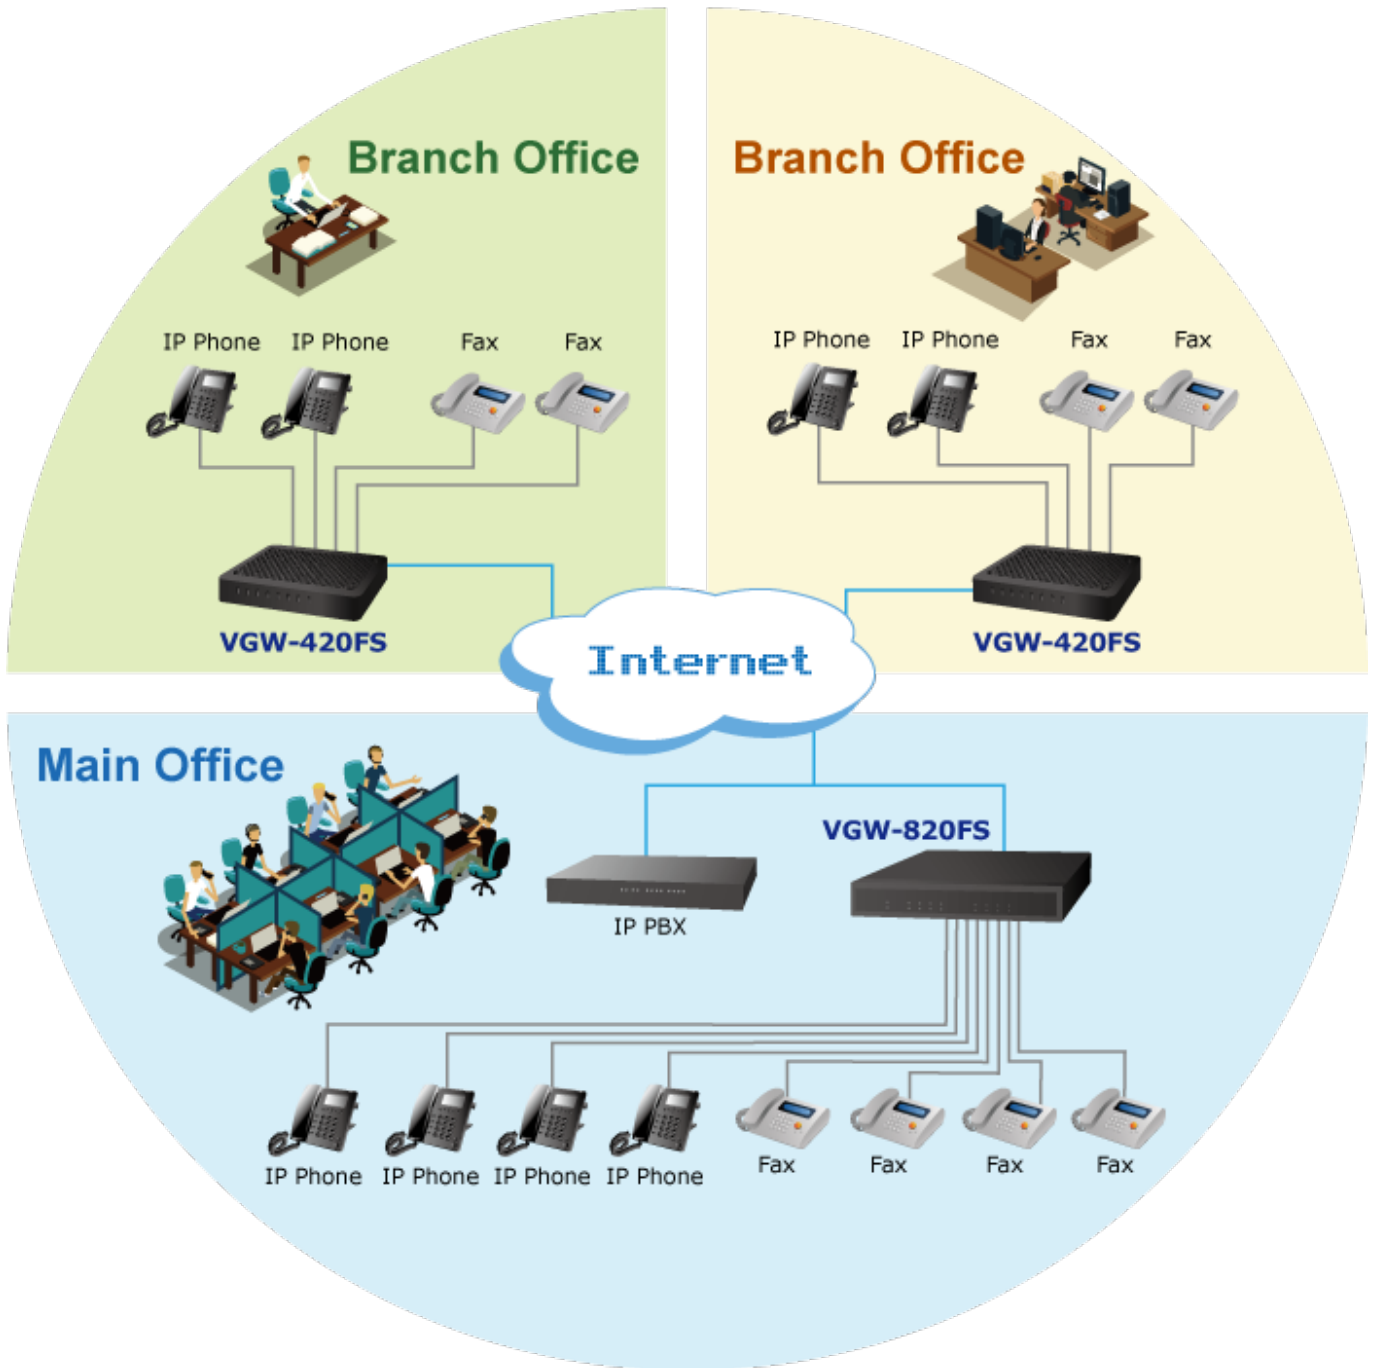 Branch Office
IP Phone
IP Phone
Fax
Fax
VGW-420FS
Branch Office
IP Phone
IP Phone
Fax
Fax
VGW-420FS
Internet
Main Office
VGW-820FS
IP PBX
IP Phone
IP Phone
IP Phone
IP Phone
Fax
Fax
Fax
Fax